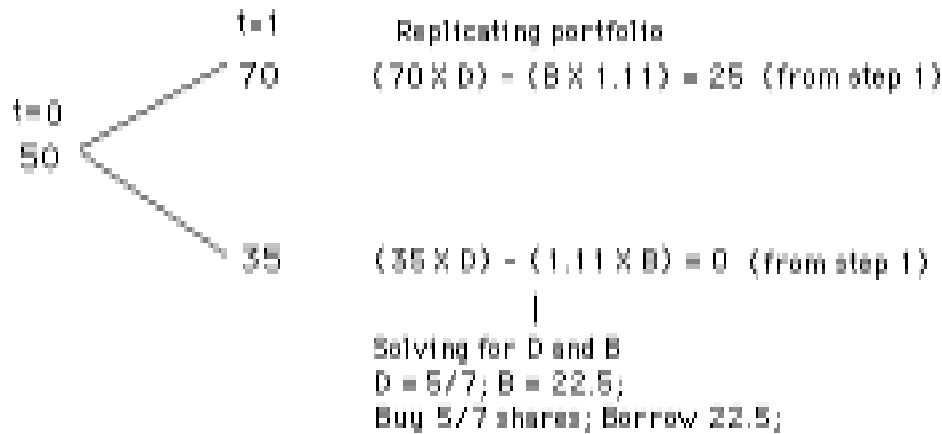 t=1 Replicating portfolio
70 (70 X D) - (B X 1.11) = 25 (from step 1)
t=0
50
35 (35 X D) - (1.11 X B) = 0 (from step 1)
Solving for D and B
D = 5/7; B = 22.5;
Buy 5/7 shares; Borrow 22.5;